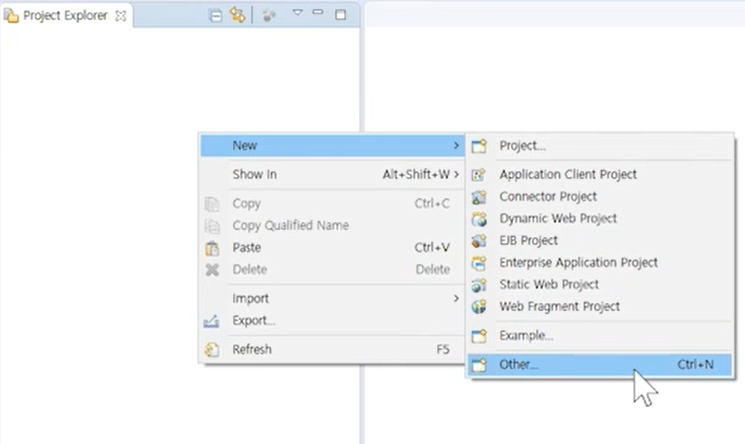 Project Explorer
New
Show In Alt+Shift+W
Copy Ctrl+C
Copy Qualified Name
Paste Ctrl+V
Delete Delete
Import
Export...
Refresh F5
Project...
Application Client Project
Connector Project
Dynamic Web Project
EJB Project
Enterprise Application Project
Static Web Project
Web Fragment Project
Example...
Other... Ctrl+N